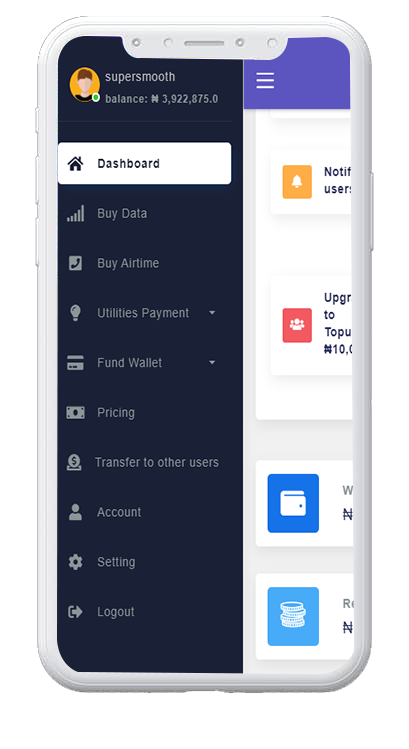 supersmooth
balance: ₦ 3,922,875.0
Dashboard
Buy Data
Buy Airtime
Utilities Payment
Fund Wallet
Pricing
Transfer to other users
Account
Setting
Logout
Notif
users
Upgr
to
Topu
₦10,0
W
₦
Re
₦